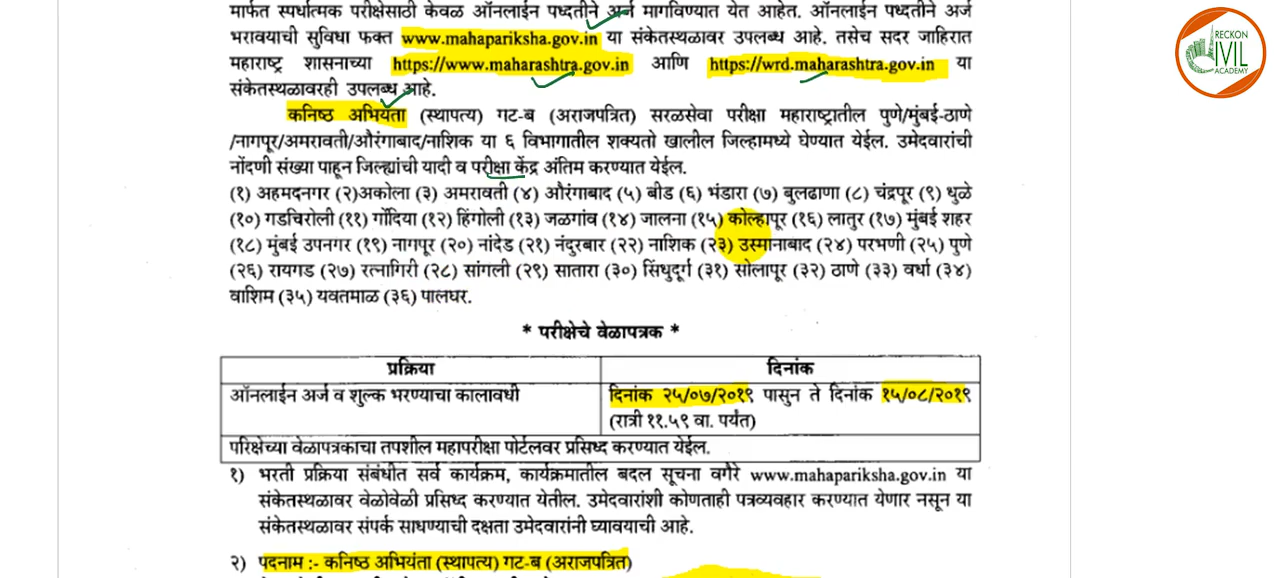 मार्फत स्पर्धात्मक परीक्षेसाठी केवळ ऑनलाईन पध्दतीने अर्ज मागविण्यात येत आहेत. ऑनलाईन पध्दतीने अर्ज
भरावयाची सुविधा फक्त www.mahapariksha.gov.in या संकेतस्थळावर उपलब्ध आहे. तसेच सदर जाहिरात
महाराष्ट्र शासनाच्या https://www.maharashtra.gov.in आणि https://wrd.maharashtra.gov.in या
संकेतस्थळावरही उपलब्ध आहे.
कनिष्ठ अभियंता (स्थापत्य) गट-ब (अराजपत्रित) सरळसेवा परीक्षा महाराष्ट्रातील पुणे/मुंबई-ठाणे
/नागपूर/अमरावती/औरंगाबाद/नाशिक या ६ विभागातील शक्यतो खालील जिल्हामध्ये घेण्यात येईल. उमेदवारांची
नोंदणी संख्या पाहून जिल्ह्यांची यादी व परीक्षा केंद्र अंतिम करण्यात येईल.
(१) अहमदनगर (२)अकोला (३) अमरावती (४) औरंगाबाद (५) बीड (६) भंडारा (७) बुलढाणा (८) चंद्रपूर (९) धुळे
(१०) गडचिरोली (११) गोंदिया (१२) हिंगोली (१३) जळगांव (१४) जालना (१५) कोल्हापूर (१६) लातुर (१७) मुंबई शहर
(१८) मुंबई उपनगर (१९) नागपूर (२०) नांदेड (२१) नंदुरबार (२२) नाशिक (२३) उस्मानाबाद (२४) परभणी (२५) पुणे
(२६) रायगड (२७) रत्नागिरी (२८) सांगली (२९) सातारा (३०) सिंधुदूर्ग (३१) सोलापूर (३२) ठाणे (३३) वर्धा (३४)
वाशिम (३५) यवतमाळ (३६) पालघर.
* परीक्षेचे वेळापत्रक *
प्रक्रिया दिनांक
ऑनलाईन अर्ज व शुल्क भरण्याचा कालावधी दिनांक २५/०७/२०१९ पासुन ते दिनांक १५/०८/२०१९
(रात्री ११.५९ वा. पर्यंत)
परिक्षेच्या वेळापत्रकाचा तपशील महापरीक्षा पोर्टलवर प्रसिध्द करण्यात येईल.
१) भरती प्रक्रिया संबंधीत सर्व कार्यक्रम, कार्यक्रमातील बदल सूचना वगैरे www.mahapariksha.gov.in या
संकेतस्थळावर वेळोवेळी प्रसिध्द करण्यात येतील. उमेदवारांशी कोणताही पत्रव्यवहार करण्यात येणार नसून या
संकेतस्थळावर संपर्क साधण्याची दक्षता उमेदवारांनी घ्यावयाची आहे.
२) पदनाम :- कनिष्ठ अभियंता (स्थापत्य) गट-ब (अराजपत्रित)
RECKON
CIVIL
ACADEMY